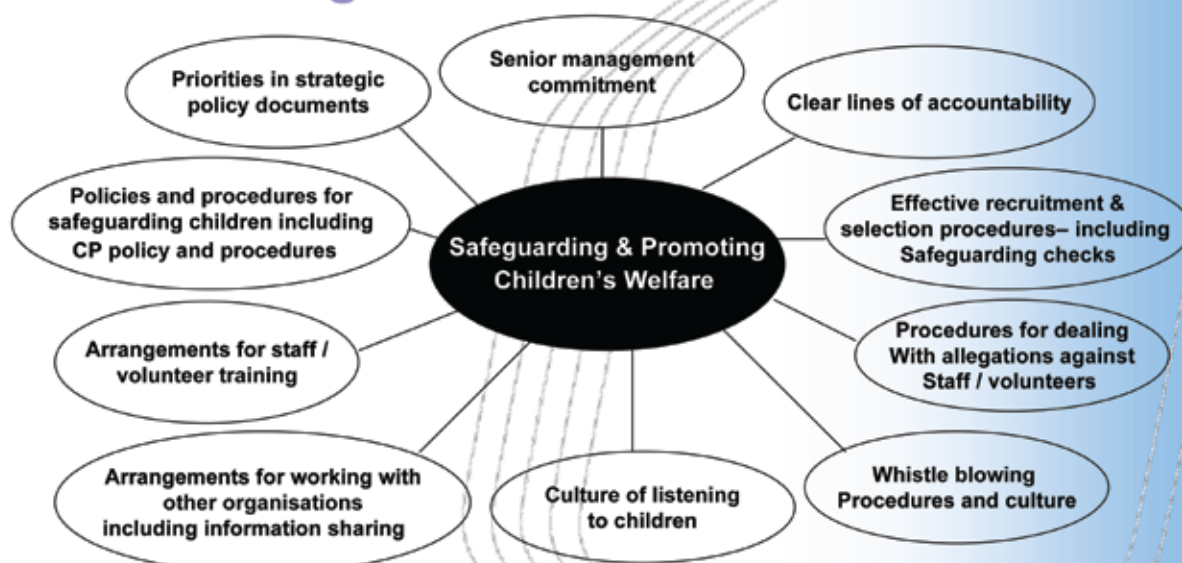 Senior management
commitment
Priorities in strategic
policy documents
Clear lines of accountability
Policies and procedures for
safeguarding children including
CP policy and procedures
Effective recruitment &
selection procedures– including
Safeguarding checks
Safeguarding & Promoting
Children's Welfare
Arrangements for staff /
volunteer training
Procedures for dealing
With allegations against
Staff / volunteers
Arrangements for working with
other organisations
including information sharing
Culture of listening
to children
Whistle blowing
Procedures and culture